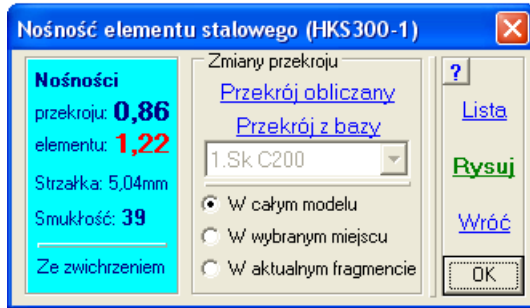 Nośność elementu stalowego (HKS300-1)
Nośności
przekroju: 0,86
elementu: 1,22
Strzałka: 5,04mm
Smukłość: 39
Ze zwichrzeniem
Zmiany przekroju
Przekrój obliczany
Przekrój z bazy
1.Sk C200
W całym modelu
W wybranym miejscu
W aktualnym fragmencie
?
Lista
Rysuj
Wróć
OK